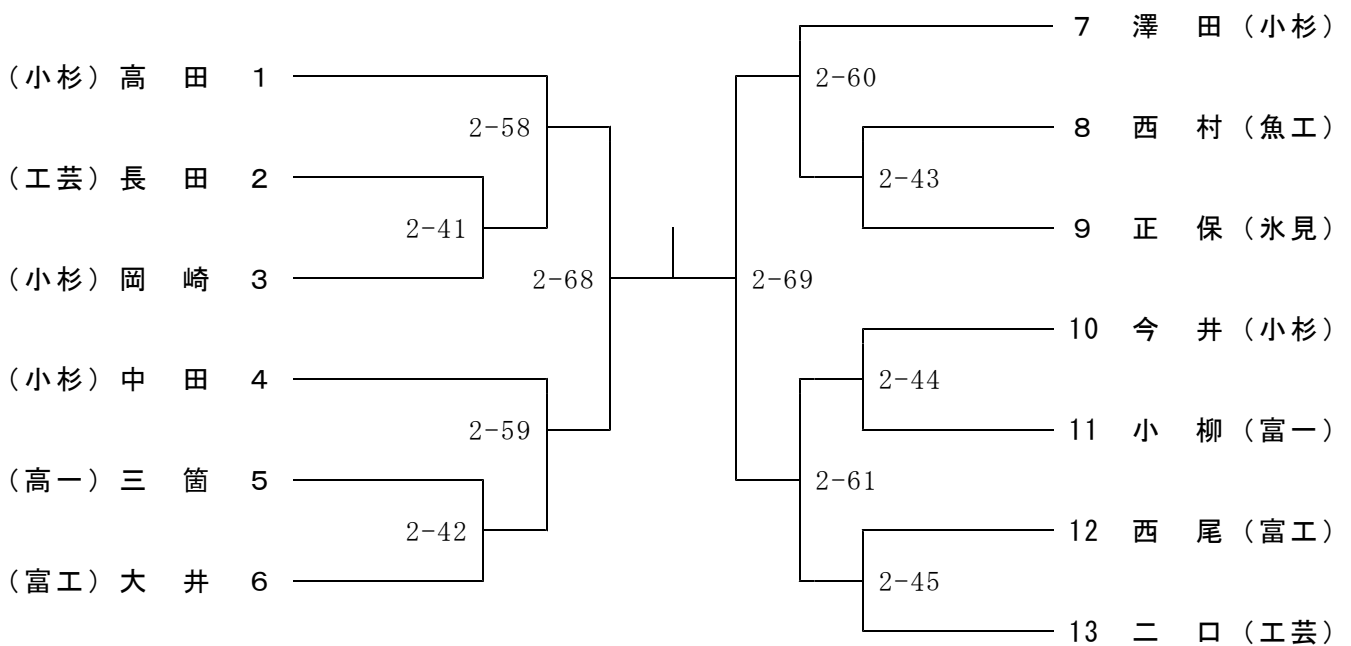 (小杉) 高 田 1
2-58
(工芸) 長 田 2
2-41
(小杉) 岡 崎 3
2-68
(小杉) 中 田 4
2-59
(高一) 三 箇 5
2-42
(富工) 大 井 6
7 澤 田 (小杉)
2-60
8 西 村 (魚工)
2-43
9 正 保 (氷見)
2-69
10 今 井 (小杉)
2-44
11 小 柳 (富一)
2-61
12 西 尾 (富工)
2-45
13 二 口 (工芸)